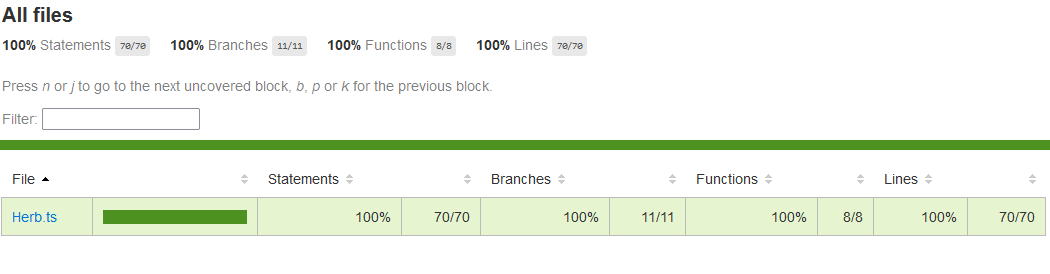 All files
100% Statements 70/70 100% Branches 11/11 100% Functions 8/8 100% Lines 70/70
Press n or j to go to the next uncovered block, b, p or k for the previous block.
Filter:
File Statements Branches Functions Lines
Herb.ts 100% 70/70 100% 11/11 100% 8/8 100% 70/70